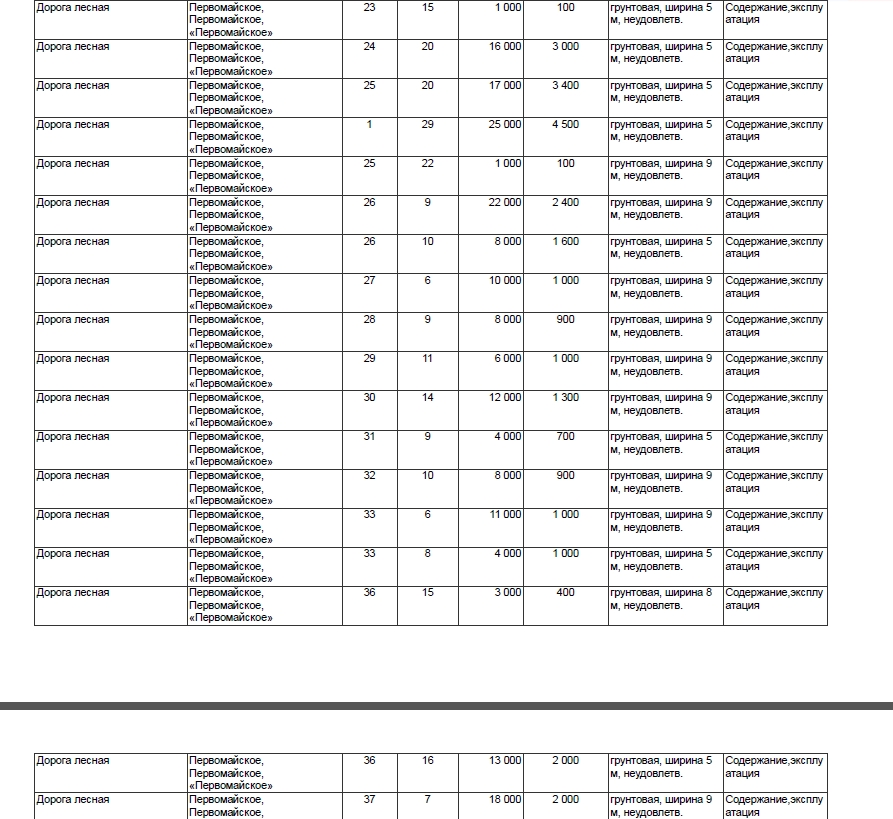 Дорога лесная Первомайское, 23 15 1 000 100 грунтовая, ширина 5 Содержание,эксплу
Первомайское, м, неудовлетв. атация
«Первомайское»
Дорога лесная Первомайское, 24 20 16 000 3 000 грунтовая, ширина 5 Содержание,эксплу
Первомайское, м, неудовлетв. атация
«Первомайское»
Дорога лесная Первомайское, 25 20 17 000 3 400 грунтовая, ширина 5 Содержание,эксплу
Первомайское, м, неудовлетв. атация
«Первомайское»
Дорога лесная Первомайское, 1 29 25 000 4 500 грунтовая, ширина 5 Содержание,эксплу
Первомайское, м, неудовлетв. атация
«Первомайское»
Дорога лесная Первомайское, 25 22 1 000 100 грунтовая, ширина 9 Содержание,эксплу
Первомайское, м, неудовлетв. атация
«Первомайское»
Дорога лесная Первомайское, 26 9 22 000 2 400 грунтовая, ширина 9 Содержание,эксплу
Первомайское, м, неудовлетв. атация
«Первомайское»
Дорога лесная Первомайское, 26 10 8 000 1 600 грунтовая, ширина 5 Содержание,эксплу
Первомайское, м, неудовлетв. атация
«Первомайское»
Дорога лесная Первомайское, 27 6 10 000 1 000 грунтовая, ширина 9 Содержание,эксплу
Первомайское, м, неудовлетв. атация
«Первомайское»
Дорога лесная Первомайское, 28 9 8 000 900 грунтовая, ширина 9 Содержание,эксплу
Первомайское, м, неудовлетв. атация
«Первомайское»
Дорога лесная Первомайское, 29 11 6 000 1 000 грунтовая, ширина 9 Содержание,эксплу
Первомайское, м, неудовлетв. атация
«Первомайское»
Дорога лесная Первомайское, 30 14 12 000 1 300 грунтовая, ширина 9 Содержание,эксплу
Первомайское, м, неудовлетв. атация
«Первомайское»
Дорога лесная Первомайское, 31 9 4 000 700 грунтовая, ширина 5 Содержание,эксплу
Первомайское, м, неудовлетв. атация
«Первомайское»
Дорога лесная Первомайское, 32 10 8 000 900 грунтовая, ширина 9 Содержание,эксплу
Первомайское, м, неудовлетв. атация
«Первомайское»
Дорога лесная Первомайское, 33 6 11 000 1 000 грунтовая, ширина 9 Содержание,эксплу
Первомайское, м, неудовлетв. атация
«Первомайское»
Дорога лесная Первомайское, 33 8 4 000 1 000 грунтовая, ширина 5 Содержание,эксплу
Первомайское, м, неудовлетв. атация
«Первомайское»
Дорога лесная Первомайское, 36 15 3 000 400 грунтовая, ширина 8 Содержание,эксплу
Первомайское, м, неудовлетв. атация
«Первомайское»
Дорога лесная Первомайское, 36 16 13 000 2 000 грунтовая, ширина 5 Содержание,эксплу
Первомайское, м, неудовлетв. атация
«Первомайское»
Дорога лесная Первомайское, 37 7 18 000 2 000 грунтовая, ширина 9 Содержание,эксплу
Первомайское, м, неудовлетв. атация